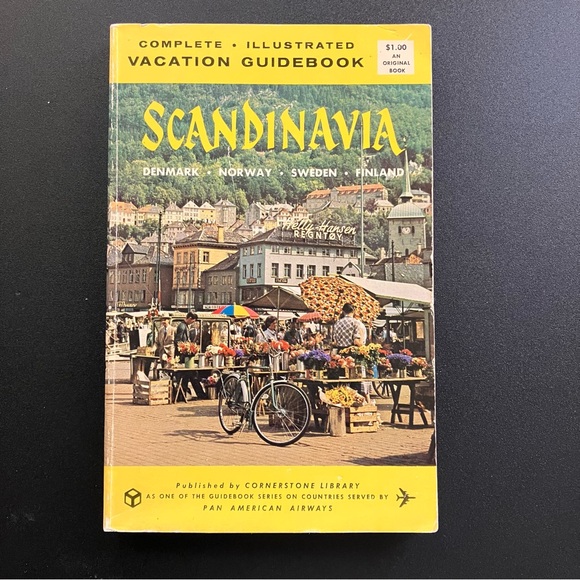 COMPLETE • ILLUSTRATED
VACATION GUIDEBOOK
$1.00
AN
ORIGINAL
BOOK
SCANDINAVIA
DENMARK • NORWAY • SWEDEN • FINLAND
Helly-Hansen
REGNTØY
Published by CORNERSTONE LIBRARY
AS ONE OF THE GUIDEBOOK SERIES ON COUNTRIES SERVED BY
PAN AMERICAN AIRWAYS